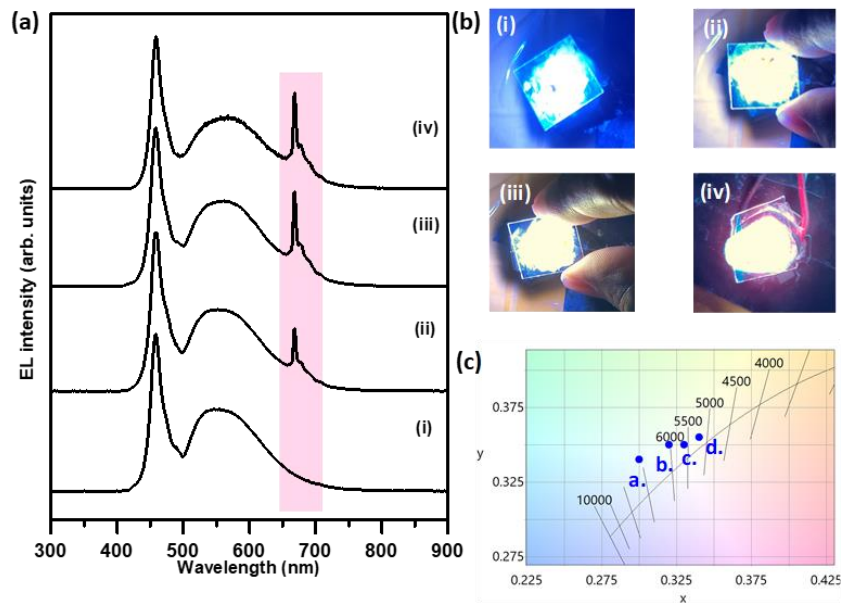 (a)
EL intensity (arb. units)
(iv)
(iii)
(ii)
(i)
300 400 500 600 700 800 900
Wavelength (nm)
(b)
(i)
(ii)
(iii)
(iv)
(c)
y
0.375
0.325
0.275
4000
4500
5000
5500
6000
10000
a.
b.
c.
d.
0.225 0.275 0.325 0.375 0.425
x